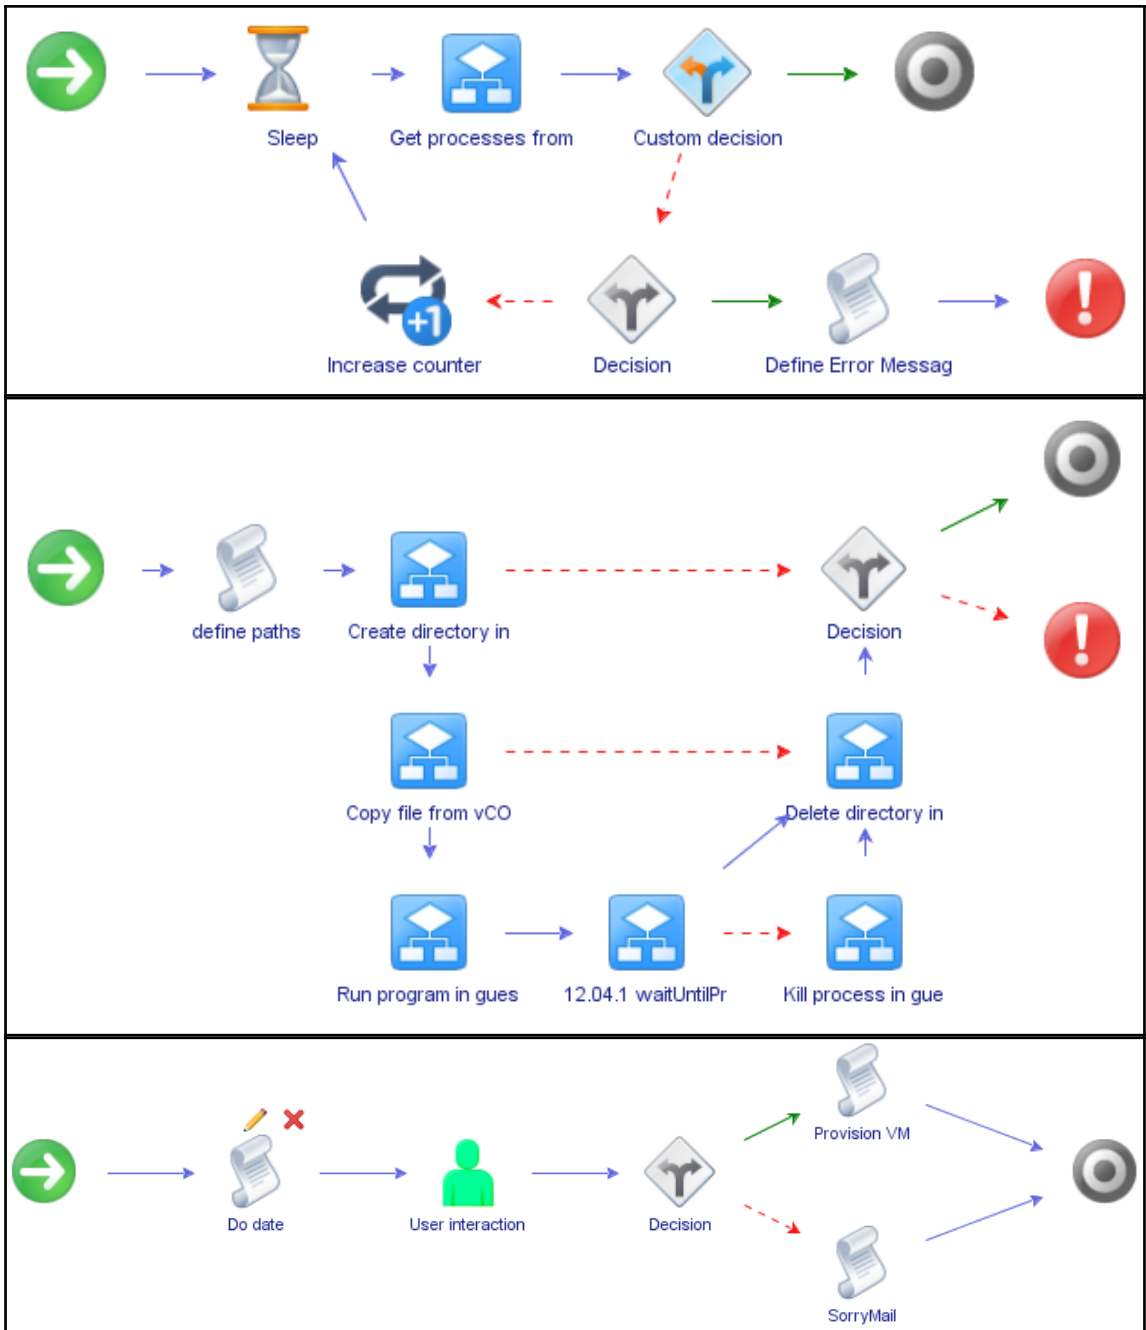 Sleep
Get processes from
Custom decision
+1
Increase counter
Decision
Define Error Messag
define paths
Create directory in
Decision
Copy file from vCO
Delete directory in
Run program in gues
12.04.1 waitUntilPr
Kill process in gue
Provision VM
Do date
User interaction
Decision
SorryMail